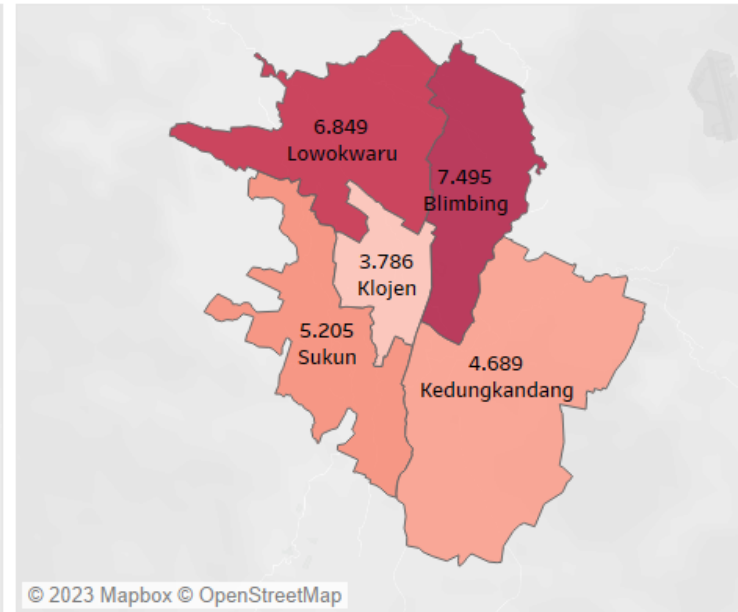 6.849
Lowokwaru
7.495
Blimbing
3.786
Klojen
5.205
Sukun
4.689
Kedungkandang
© 2023 Mapbox © OpenStreetMap